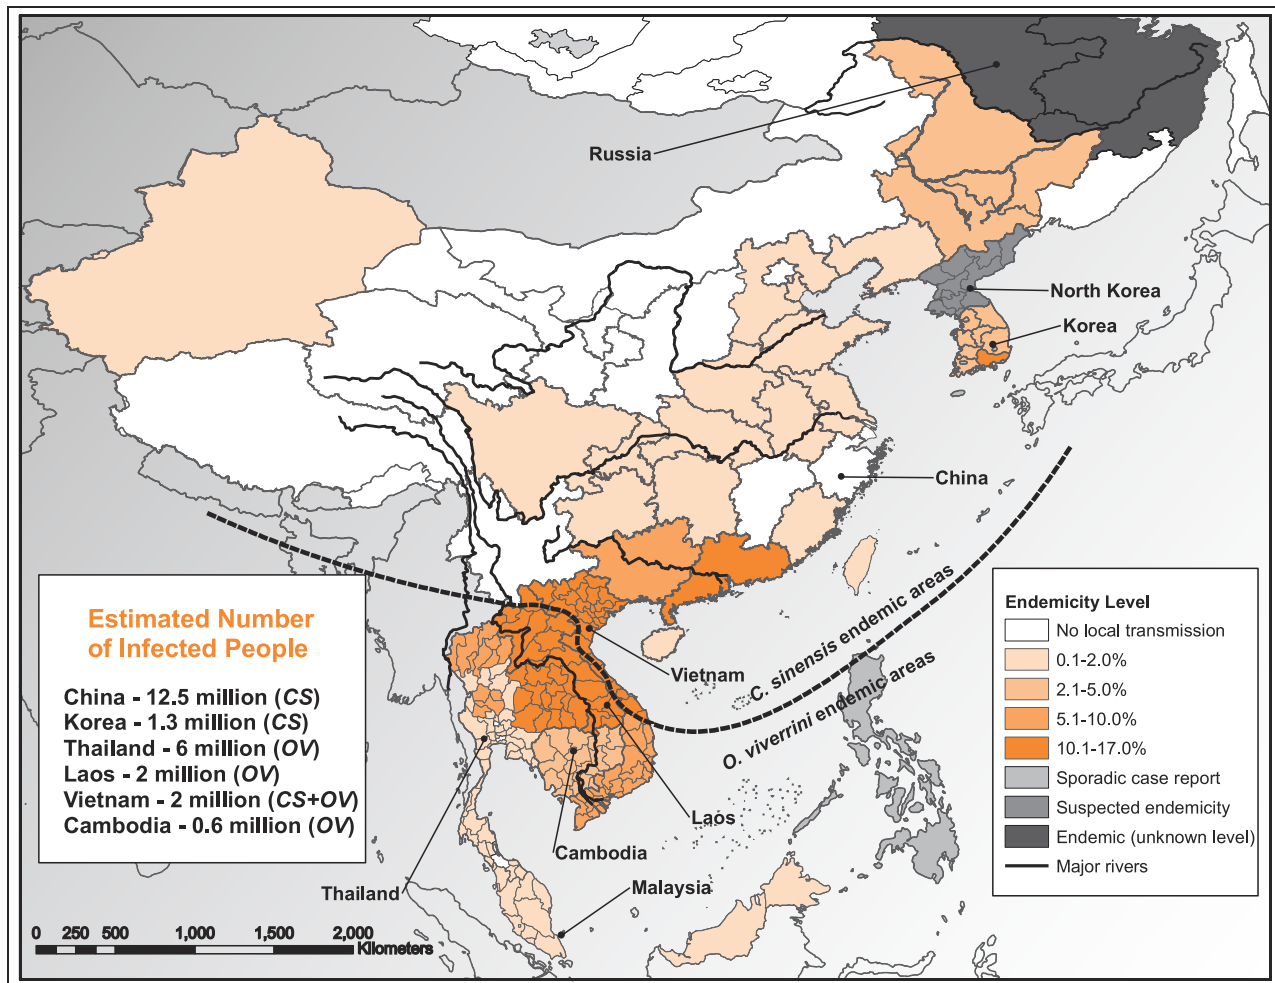 Russia
North Korea
Korea
China
C. sinensis endemic areas
O. viverrini endemic areas
Vietnam
Laos
Cambodia
Thailand
Malaysia
Estimated Number
of Infected People
China - 12.5 million (CS)
Korea - 1.3 million (CS)
Thailand - 6 million (OV)
Laos - 2 million (OV)
Vietnam - 2 million (CS+OV)
Cambodia - 0.6 million (OV)
Endemicity Level
No local transmission
0.1-2.0%
2.1-5.0%
5.1-10.0%
10.1-17.0%
Sporadic case report
Suspected endemicity
Endemic (unknown level)
Major rivers
0 250 500 1,000 1,500 2,000
Kilometers